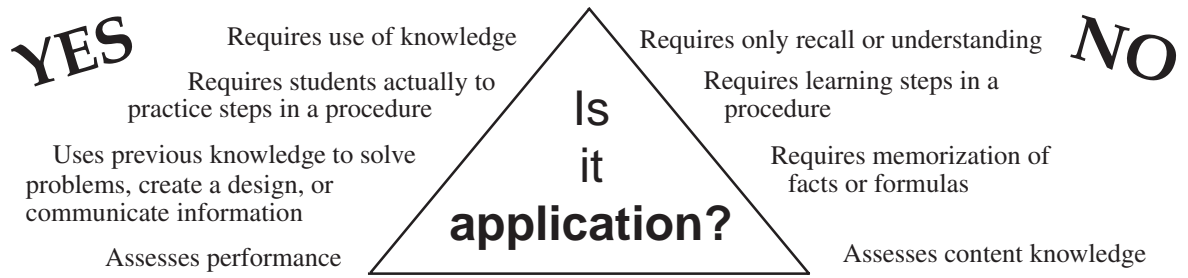 YES
Requires use of knowledge
Requires students actually to
practice steps in a procedure
Uses previous knowledge to solve
problems, create a design, or
communicate information
Assesses performance
Is
it
application?
NO
Requires only recall or understanding
Requires learning steps in a
procedure
Requires memorization of
facts or formulas
Assesses content knowledge